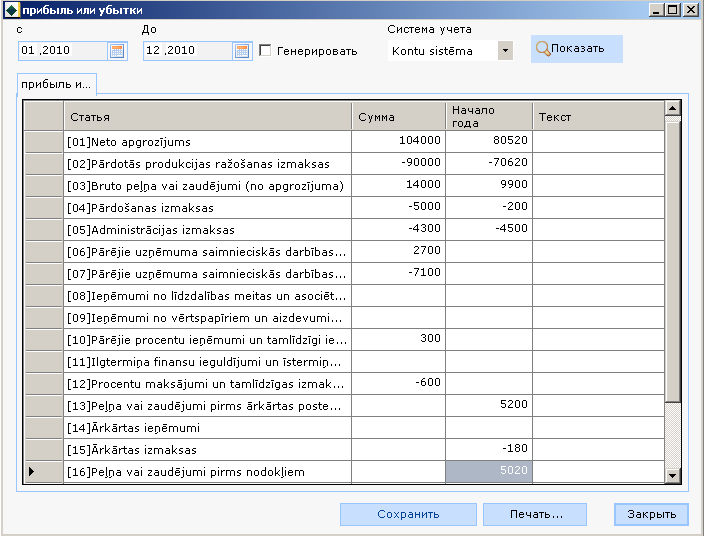 прибыль или убытки
с До Система учета
01 ,2010 12 ,2010 Генерировать Kontu sistēma Показать
прибыль и...
Статья Сумма Начало года Текст
[01]Neto apgrozījums 104000 80520
[02]Pārdotās produkcijas ražošanas izmaksas -90000 -70620
[03]Bruto peļņa vai zaudējumi (no apgrozījuma) 14000 9900
[04]Pārdošanas izmaksas -5000 -200
[05]Administrācijas izmaksas -4300 -4500
[06]Pārējie uzņēmuma saimnieciskās darbības... 2700
[07]Pārējie uzņēmuma saimnieciskās darbības... -7100
[08]Ieņēmumi no līdzdalības meitas un asociēt...
[09]Ieņēmumi no vērtspapīriem un aizdevumi...
[10]Pārējie procentu ieņēmumi un tamlīdzīgi ie... 300
[11]Ilgtermiņa finansu ieguldījumi un īstermiņ...
[12]Procentu maksājumi un tamlīdzīgas izmak... -600
[13]Peļņa vai zaudējumi pirms ārkārtas poste... 5200
[14]Ārkārtas ieņēmumi
[15]Ārkārtas izmaksas -180
[16]Peļņa vai zaudējumi pirms nodokļiem 5020
Сохранить Печать... Закрыть